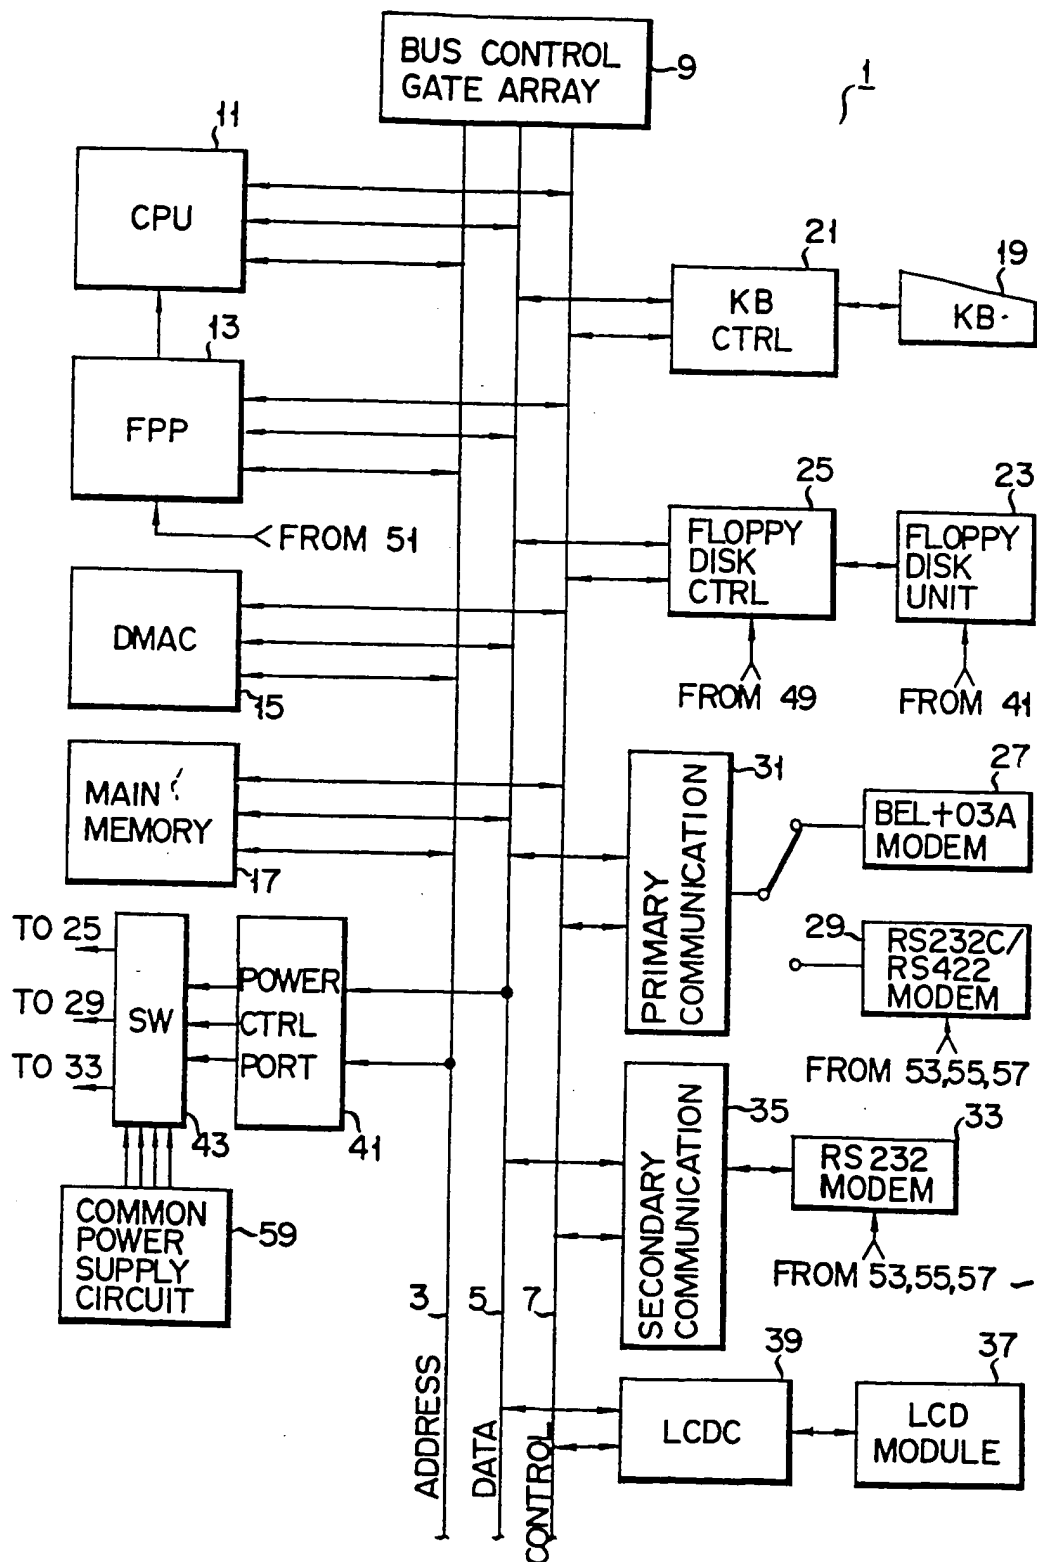 BUS CONTROL
GATE ARRAY
9
1
11
CPU
21
KB
CTRL
19
KB
13
FPP
FROM 51
25
FLOPPY
DISK
CTRL
23
FLOPPY
DISK
UNIT
FROM 49
FROM 41
DMAC
15
MAIN
MEMORY
17
31
PRIMARY
COMMUNICATION
27
BEL+03A
MODEM
29
RS232C/
RS422
MODEM
FROM 53,55,57
TO 25
TO 29
TO 33
SW
43
POWER
CTRL
PORT
41
35
SECONDARY
COMMUNICATION
33
RS232
MODEM
FROM 53,55,57
COMMON
POWER
SUPPLY
CIRCUIT
59
3
5
7
ADDRESS
DATA
CONTROL
39
LCDC
37
LCD
MODULE